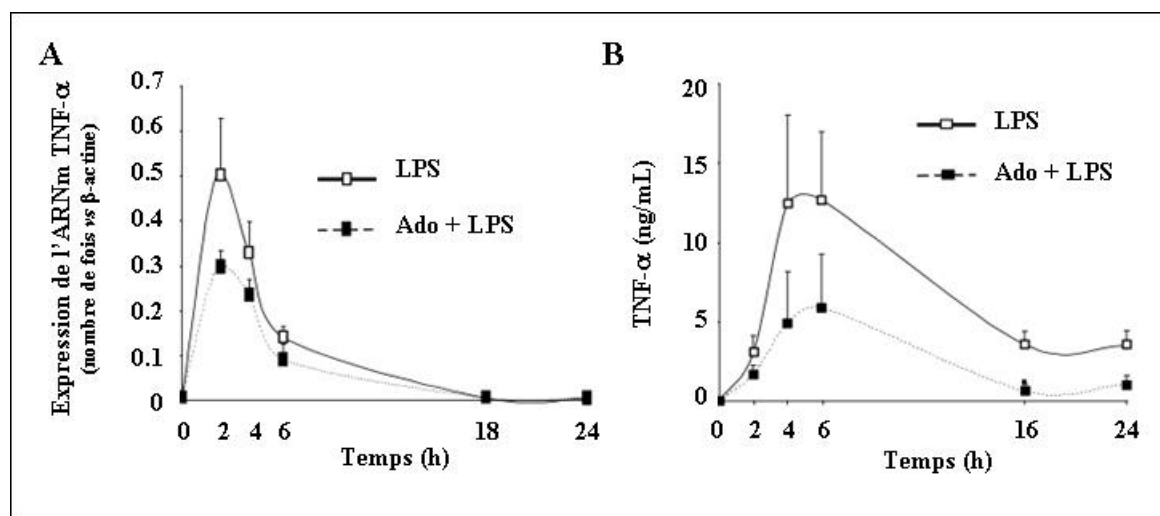 A
Expression de l'ARNm TNF-α
(nombre de fois vs β-actine)
0.7
0.6
0.5
0.4
0.3
0.2
0.1
0
LPS
Ado + LPS
0 2 4 6 18 24
Temps (h)
B
TNF-α (ng/mL)
20
15
10
5
0
LPS
Ado + LPS
0 2 4 6 16 24
Temps (h)